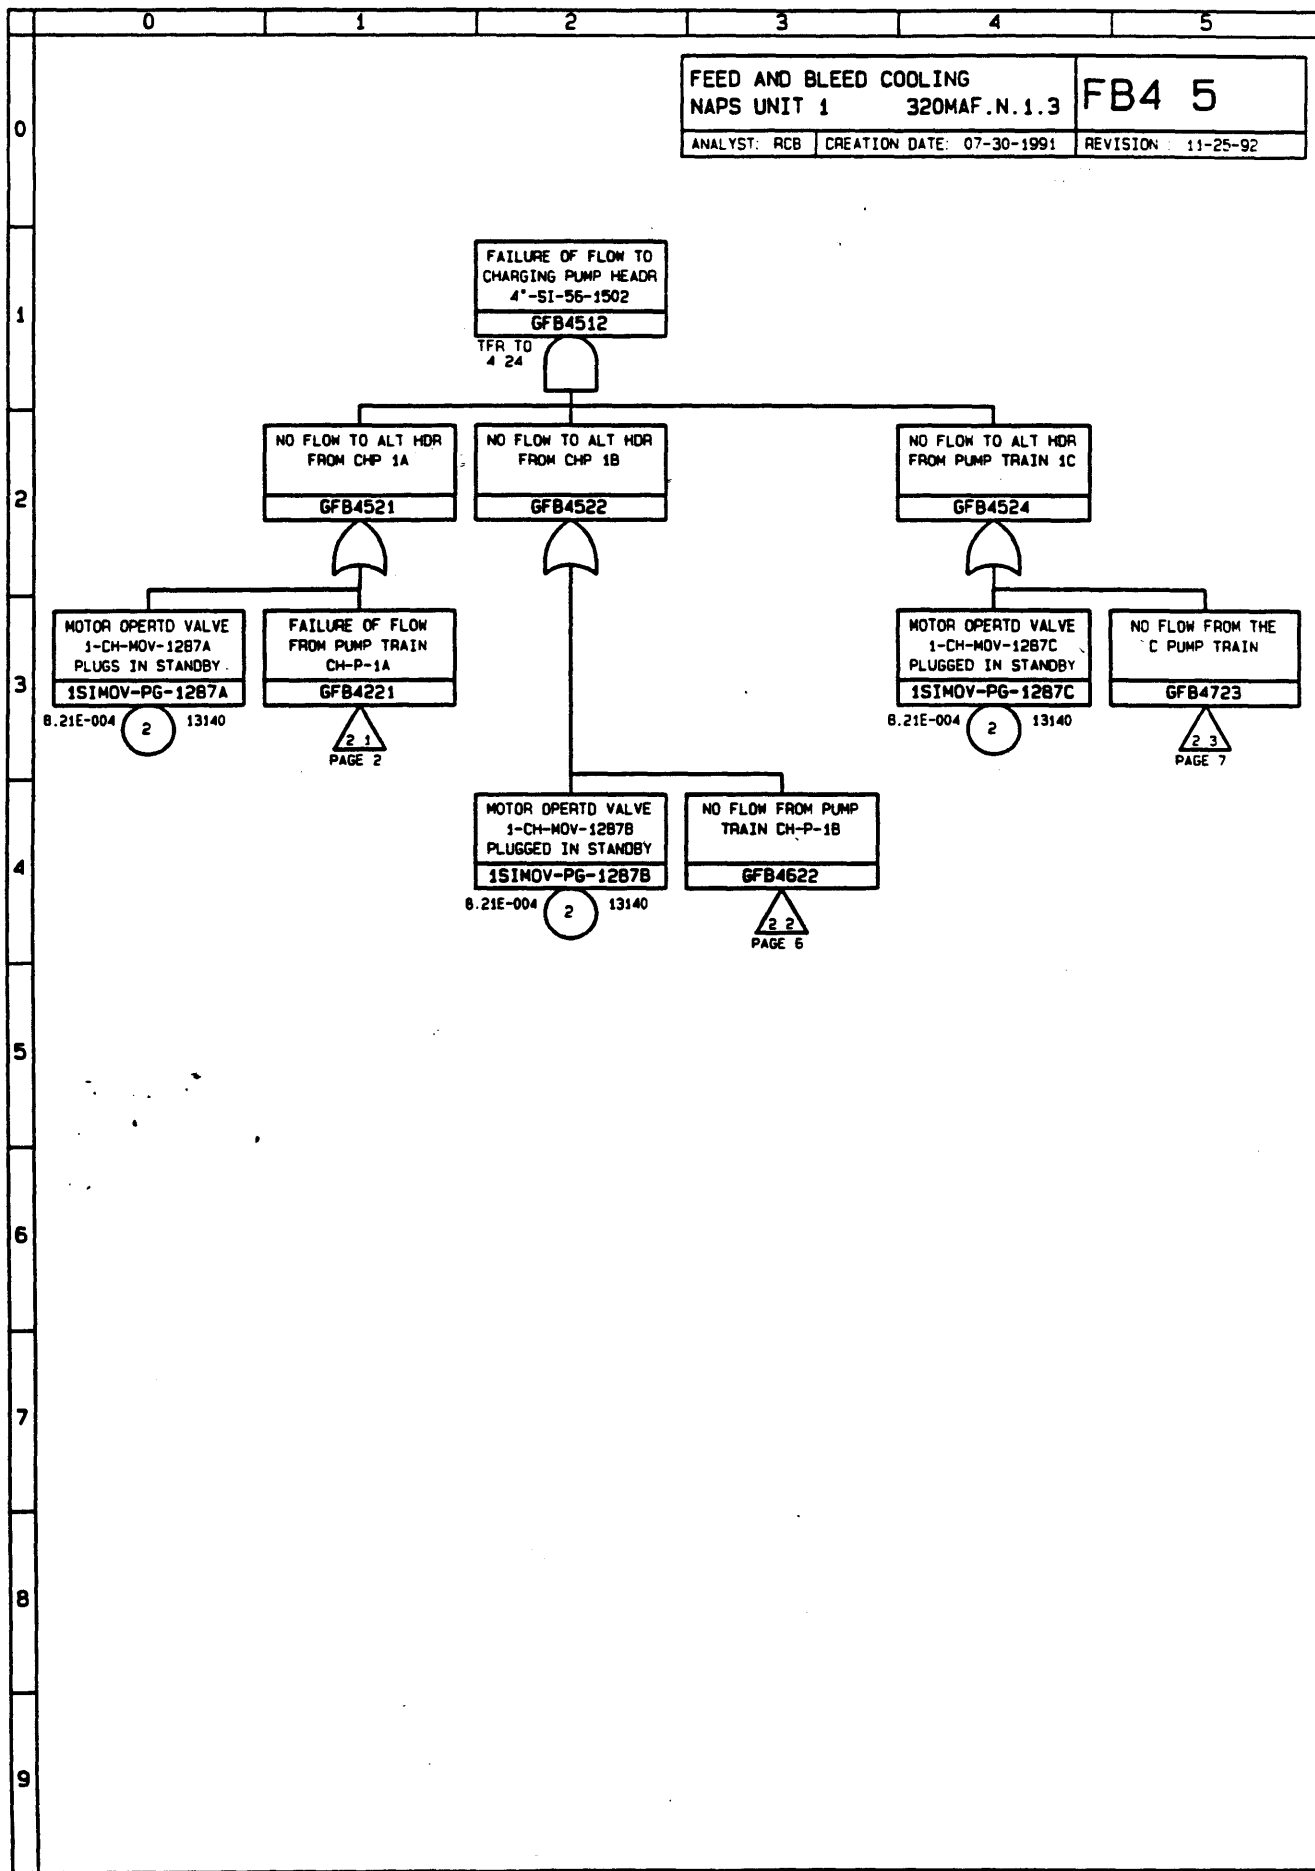 0 1 2 3 4 5
FEED AND BLEED COOLING
NAPS UNIT 1 320MAF.N.1.3
FB4 5
ANALYST: RCB CREATION DATE: 07-30-1991 REVISION : 11-25-92
0
1
2
3
4
5
6
7
8
9
FAILURE OF FLOW TO
CHARGING PUMP HEADR
4"-SI-56-1502
GFB4512
TFR TO
4 24
NO FLOW TO ALT HDR
FROM CHP 1A
GFB4521
NO FLOW TO ALT HDR
FROM CHP 1B
GFB4522
NO FLOW TO ALT HDR
FROM PUMP TRAIN 1C
GFB4524
MOTOR OPERTD VALVE
1-CH-MOV-1287A
PLUGS IN STANDBY
1SIMOV-PG-1287A
8.21E-004 2 13140
FAILURE OF FLOW
FROM PUMP TRAIN
CH-P-1A
GFB4221
2 1
PAGE 2
MOTOR OPERTD VALVE
1-CH-MOV-1287C
PLUGGED IN STANDBY
1SIMOV-PG-1287C
8.21E-004 2 13140
NO FLOW FROM THE
C PUMP TRAIN
GFB4723
2 3
PAGE 7
MOTOR OPERTD VALVE
1-CH-MOV-1287B
PLUGGED IN STANDBY
1SIMOV-PG-1287B
8.21E-004 2 13140
NO FLOW FROM PUMP
TRAIN CH-P-1B
GFB4622
2 2
PAGE 6